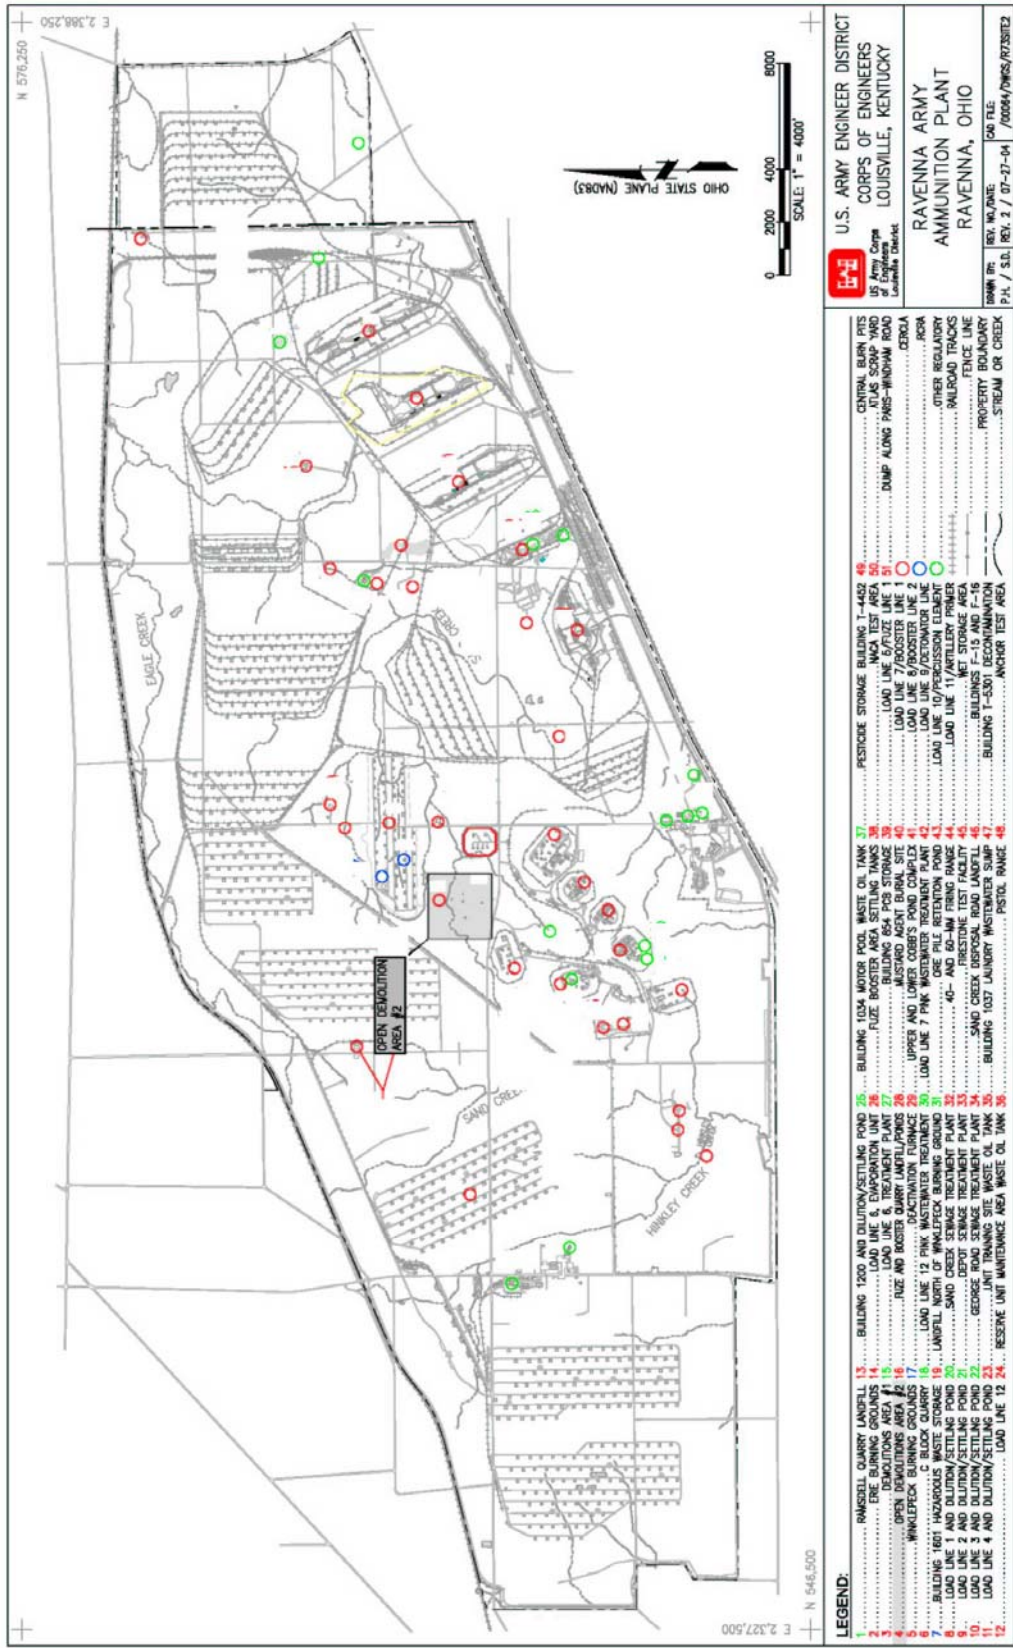 N 576,250
E 2,388,250
EAGLE CREEK
SAND CREEK
HINKLEY CREEK
OPEN DEMOLITION
AREA #2
E 2,327,500
N 546,500
OHIO STATE PLANE (NAD83)
0 2000 4000 8000
SCALE: 1" = 4000'
LEGEND:
1 RAMSDELL QUARRY LANDFILL
2 ERIE BURNING GROUNDS
3 DEMOLITIONS AREA #1
4 OPEN DEMOLITIONS AREA #2
5 WINKLEPECK BURNING GROUNDS
6 C BLOCK QUARRY
7 BUILDING 1601 HAZARDOUS WASTE STORAGE
8 LOAD LINE 1 AND DILUTION/SETTLING POND
9 LOAD LINE 2 AND DILUTION/SETTLING POND
10 LOAD LINE 3 AND DILUTION/SETTLING POND
11 LOAD LINE 4 AND DILUTION/SETTLING POND
12 LOAD LINE 12
13 BUILDING 1200 AND DILUTION/SETTLING POND
14 LOAD LINE 6, EVAPORATION UNIT
15 LOAD LINE 6, TREATMENT PLANT
16 FUZE AND BOOSTER QUARRY LANDFILL/PONDS
17 DEACTIVATION FURNACE
18 LOAD LINE 12 PINK WASTEWATER TREATMENT
19 LANDFILL NORTH OF WINKLEPECK BURNING GROUND
20 SAND CREEK SEWAGE TREATMENT PLANT
21 DEPOT SEWAGE TREATMENT PLANT
22 GEORGE ROAD SEWAGE TREATMENT PLANT
23 UNIT TRAINING SITE WASTE OIL TANK
24 RESERVE UNIT MAINTENANCE AREA WASTE OIL TANK
25 BUILDING 1034 MOTOR POOL WASTE OIL TANK
26 FUZE BOOSTER AREA SETTLING TANKS
27 BUILDING 854 PCB STORAGE
28 MUSTARD AGENT BURIAL SITE
29 UPPER AND LOWER COBB'S POND COMPLEX
30 LOAD LINE 7 PINK WASTEWATER TREATMENT PLANT
31 ORE PILE RETENTION POND
32 40- AND 60-MM FIRING RANGE
33 FIRESTONE TEST FACILITY
34 SAND CREEK DISPOSAL ROAD LANDFILL
35 BUILDING 1037 LAUNDRY WASTEWATER SUMP
36 PISTOL RANGE
37 PESTICIDE STORAGE BUILDING T-4452
38 NACA TEST AREA
39 LOAD LINE 5/FUZE LINE 1
40 LOAD LINE 7/BOOSTER LINE 1
41 LOAD LINE 8/BOOSTER LINE 2
42 LOAD LINE 9/DETONATOR LINE
43 LOAD LINE 10/PERCUSSION ELEMENT
44 LOAD LINE 11/ARTILLERY PRIMER
45 WET STORAGE AREA
46 BUILDINGS F-15 AND F-16
47 BUILDING T-5301 DECONTAMINATION
48 ANCHOR TEST AREA
49 CENTRAL BURN PITS
50 ATLAS SCRAP YARD
51 DUMP ALONG PARIS-WINDHAM ROAD
CERCLA
RCRA
OTHER REGULATORY
RAILROAD TRACKS
FENCE LINE
PROPERTY BOUNDARY
STREAM OR CREEK
US Army Corps
of Engineers
Louisville District
U.S. ARMY ENGINEER DISTRICT
CORPS OF ENGINEERS
LOUISVILLE, KENTUCKY
RAVENNA ARMY
AMMUNITION PLANT
RAVENNA, OHIO
DRAWN BY:
P.H. / S.D.
REV. NO./DATE:
REV. 2 / 07-27-04
CAD FILE:
/00064/DWGS/R73SITE2